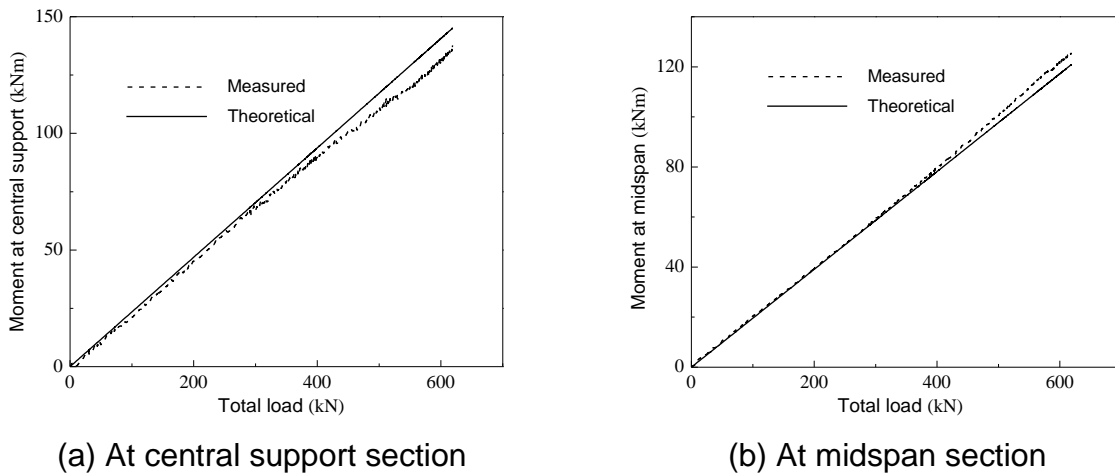 150
100
50
0
Moment at central support (kNm)
Measured
Theoretical
0 200 400 600
Total load (kN)
(a) At central support section
120
80
40
0
Moment at midspan (kNm)
Measured
Theoretical
0 200 400 600
Total load (kN)
(b) At midspan section